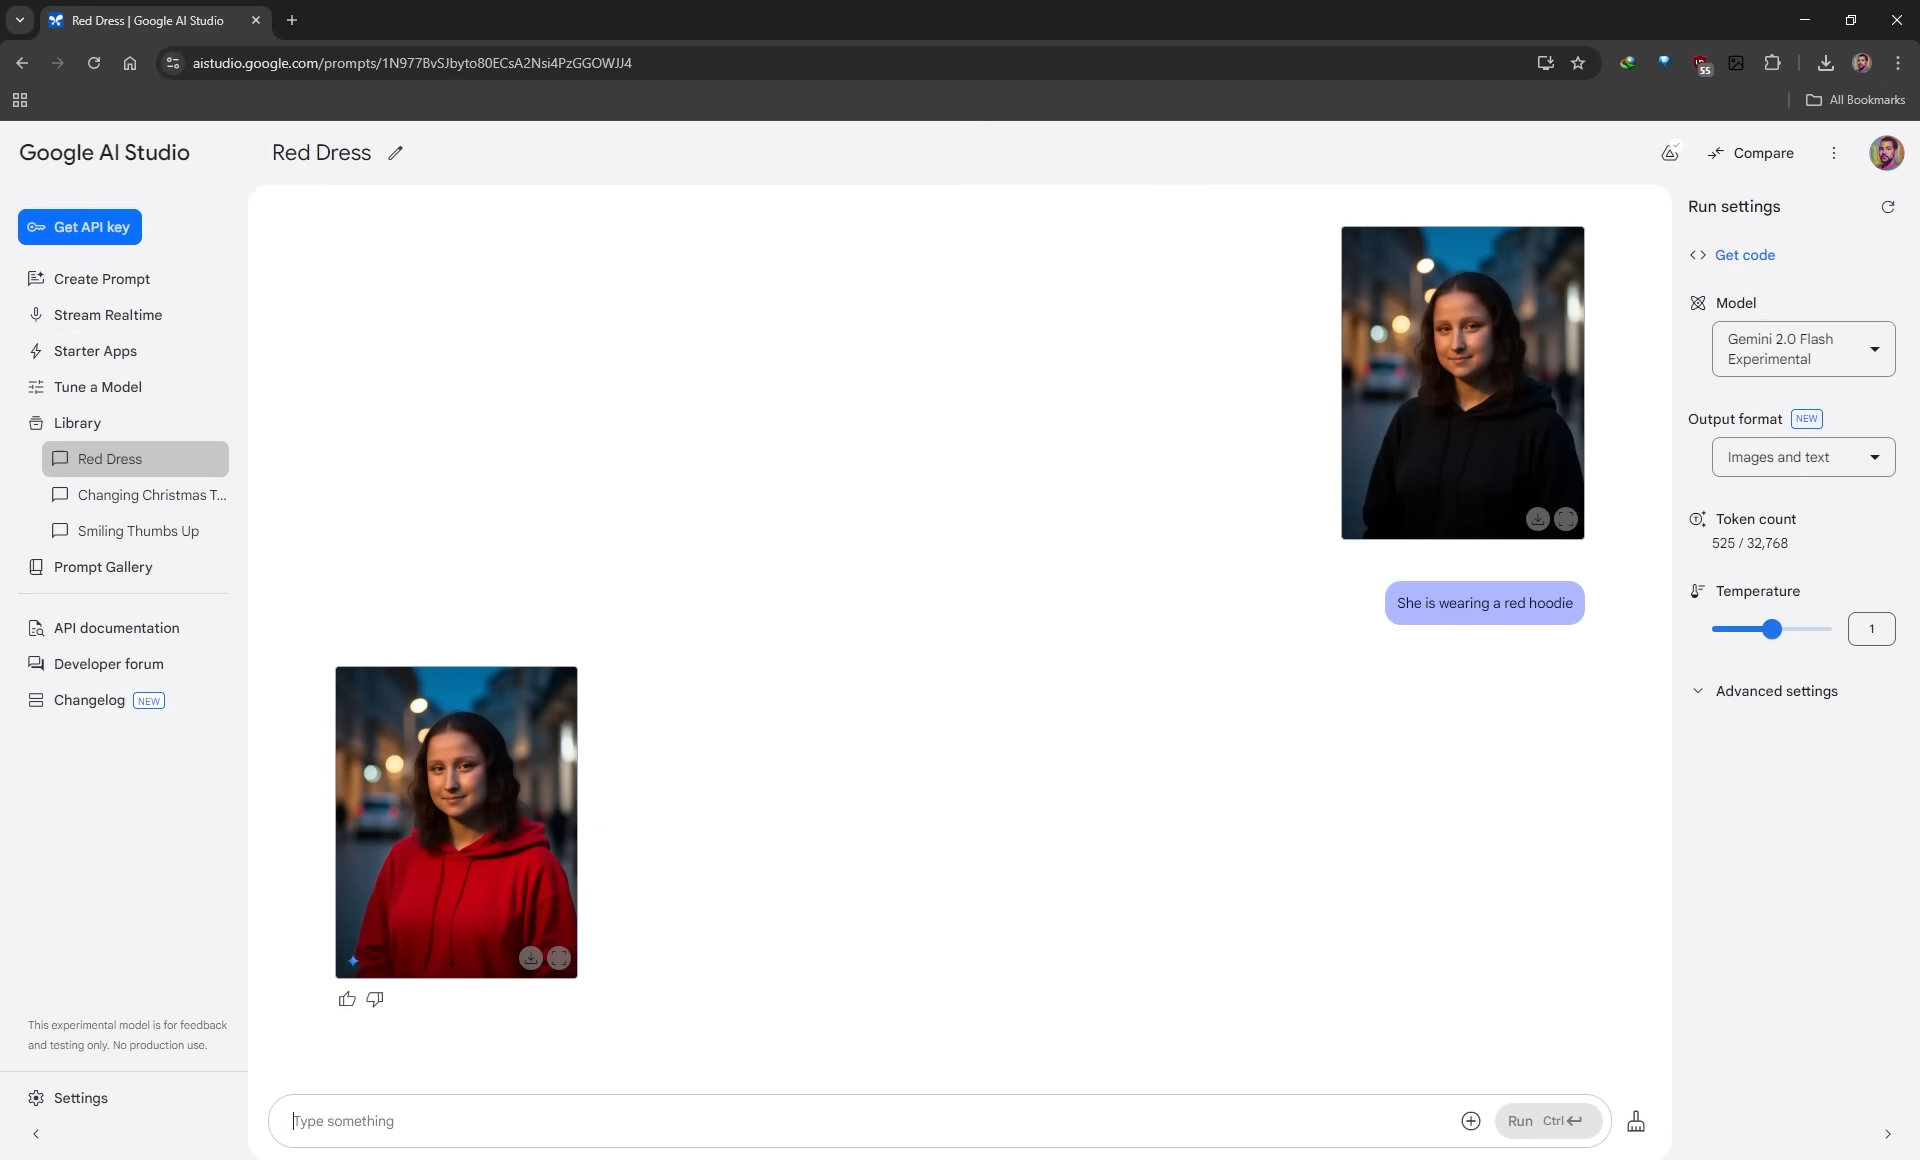 Red Dress | Google AI Studio
aistudio.google.com/prompts/1N977BvSJbyto80ECsA2Nsi4PzGGOWJJ4
55
All Bookmarks
Google AI Studio
Red Dress
Compare
Get API key
Create Prompt
Stream Realtime
Starter Apps
Tune a Model
Library
Red Dress
Changing Christmas T...
Smiling Thumbs Up
Prompt Gallery
API documentation
Developer forum
Changelog NEW
This experimental model is for feedback
and testing only. No production use.
Settings
She is wearing a red hoodie
Type something
Run Ctrl
Run settings
Get code
Model
Gemini 2.0 Flash
Experimental
Output format NEW
Images and text
Token count
525 / 32,768
Temperature
1
Advanced settings